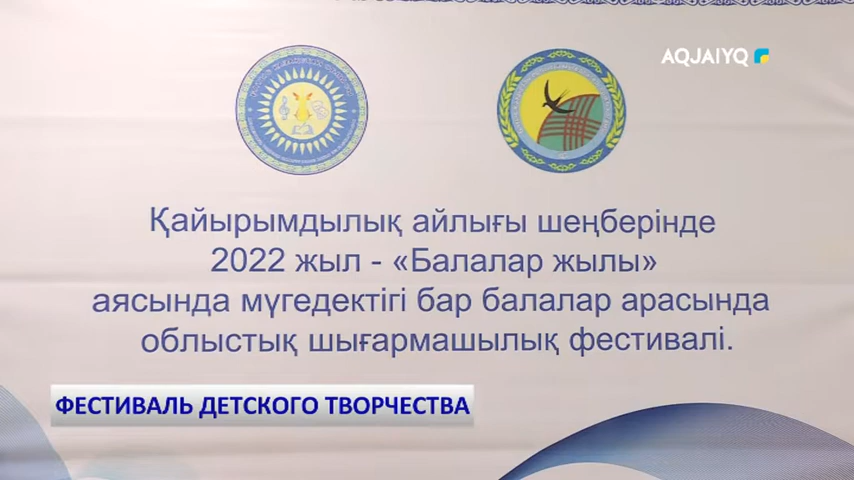 AQJAIYQ
Қайырымдылық айлығы шеңберінде
2022 жыл - «Балалар жылы»
аясында мүгедектігі бар балалар арасында
облыстық шығармашылық фестивалі.
ФЕСТИВАЛЬ ДЕТСКОГО ТВОРЧЕСТВА